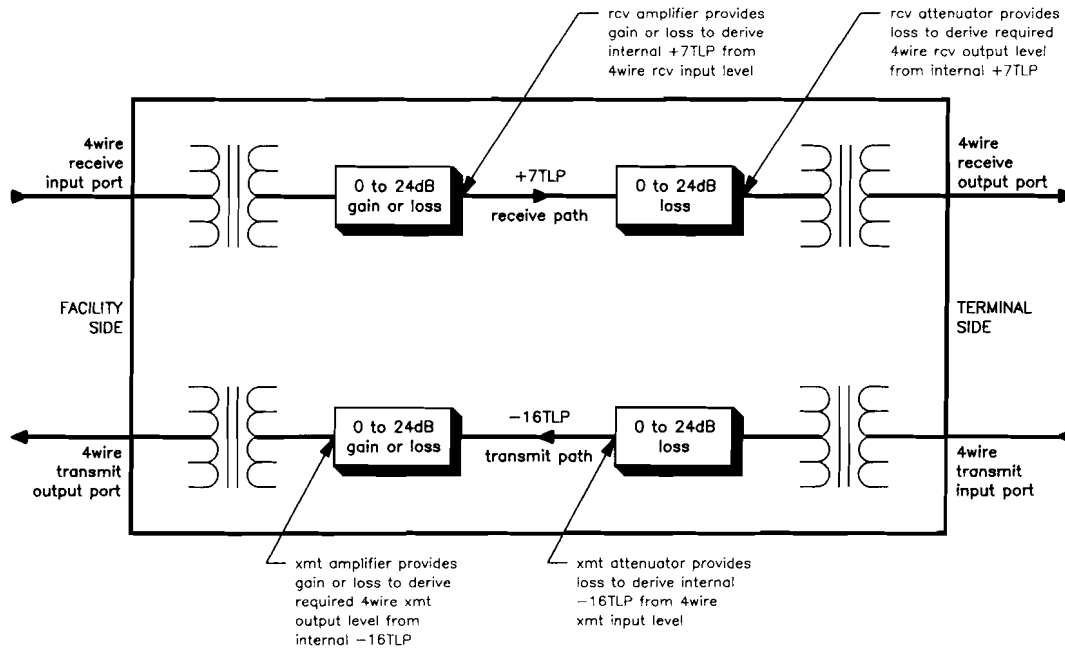 rcv amplifier provides
gain or loss to derive
internal +7TLP from
4wire rcv input level
rcv attenuator provides
loss to derive required
4wire rcv output level
from internal +7TLP
4wire
receive
input port
0 to 24dB
gain or loss
+7TLP
receive path
0 to 24dB
loss
4wire
receive
output port
FACILITY
SIDE
TERMINAL
SIDE
4wire
transmit
output port
0 to 24dB
gain or loss
−16TLP
transmit path
0 to 24dB
loss
4wire
transmit
input port
xmt amplifier provides
gain or loss to derive
required 4wire xmt
output level from
internal −16TLP
xmt attenuator provides
loss to derive internal
−16TLP from 4wire
xmt input level